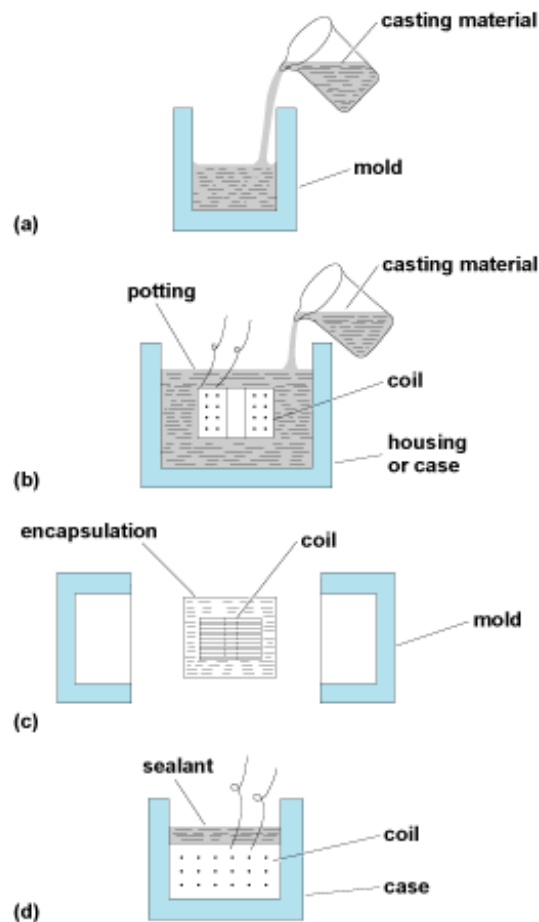 casting material
mold
(a)
casting material
potting
coil
housing
or case
(b)
encapsulation
coil
mold
(c)
sealant
coil
case
(d)